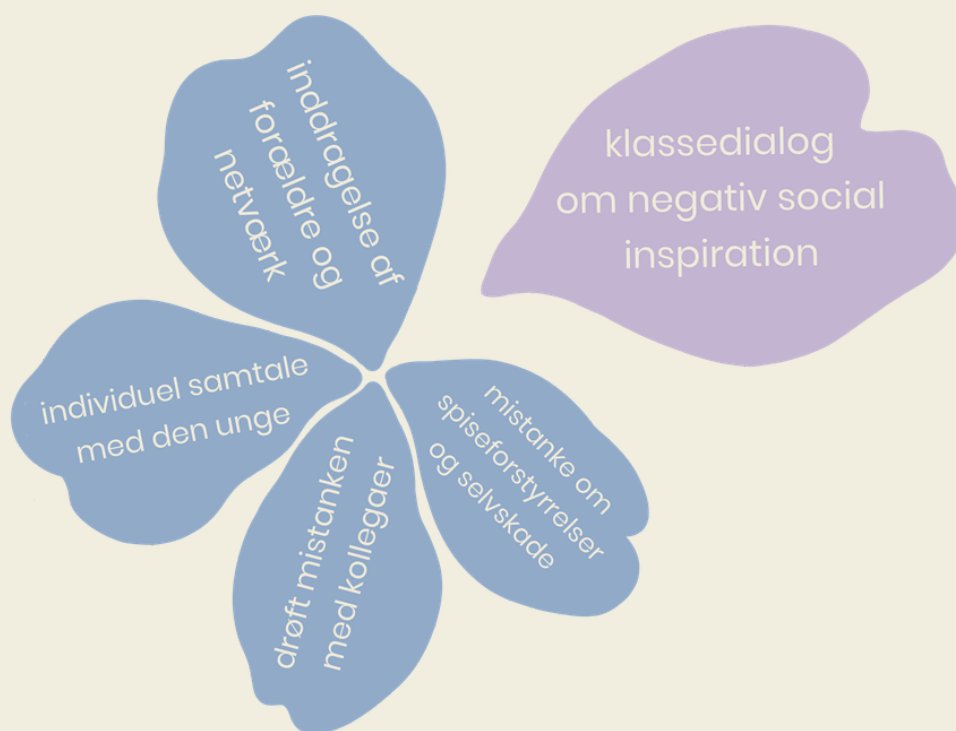 inddragelse af
forældre og
netværk
klassedialog
om negativ social
inspiration
individuel samtale
med den unge
mistanke om
spiseforstyrrelser
og selvskade
drøft mistanken
med kollegaer